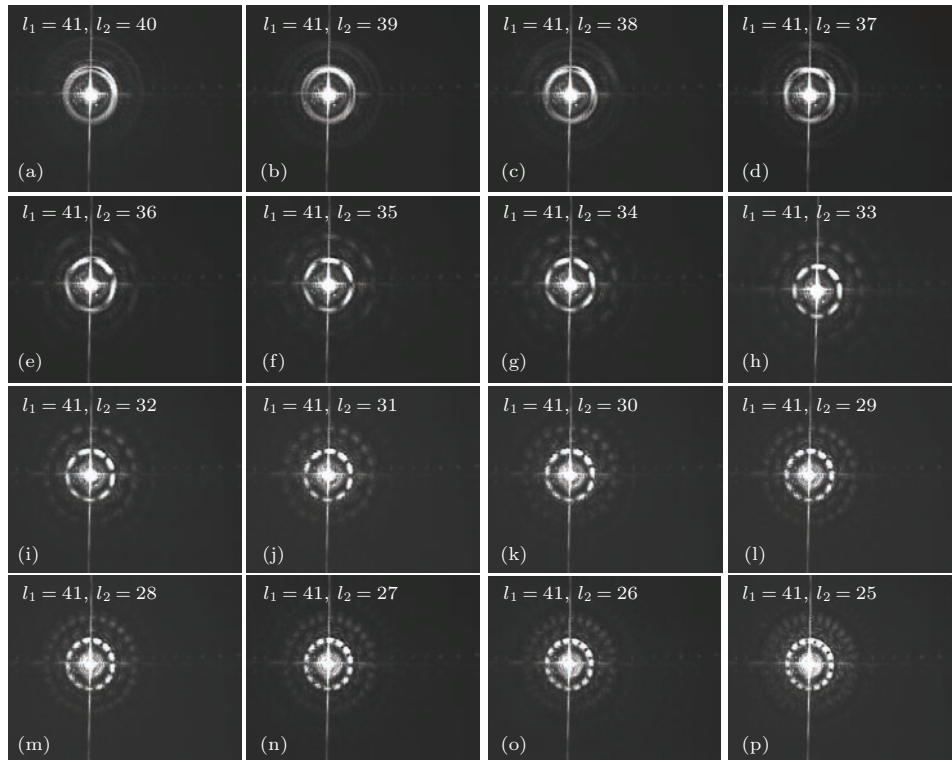 l₁ = 41, l₂ = 40
l₁ = 41, l₂ = 39
l₁ = 41, l₂ = 38
l₁ = 41, l₂ = 37
(a)
(b)
(c)
(d)
l₁ = 41, l₂ = 36
l₁ = 41, l₂ = 35
l₁ = 41, l₂ = 34
l₁ = 41, l₂ = 33
(e)
(f)
(g)
(h)
l₁ = 41, l₂ = 32
l₁ = 41, l₂ = 31
l₁ = 41, l₂ = 30
l₁ = 41, l₂ = 29
(i)
(j)
(k)
(l)
l₁ = 41, l₂ = 28
l₁ = 41, l₂ = 27
l₁ = 41, l₂ = 26
l₁ = 41, l₂ = 25
(m)
(n)
(o)
(p)